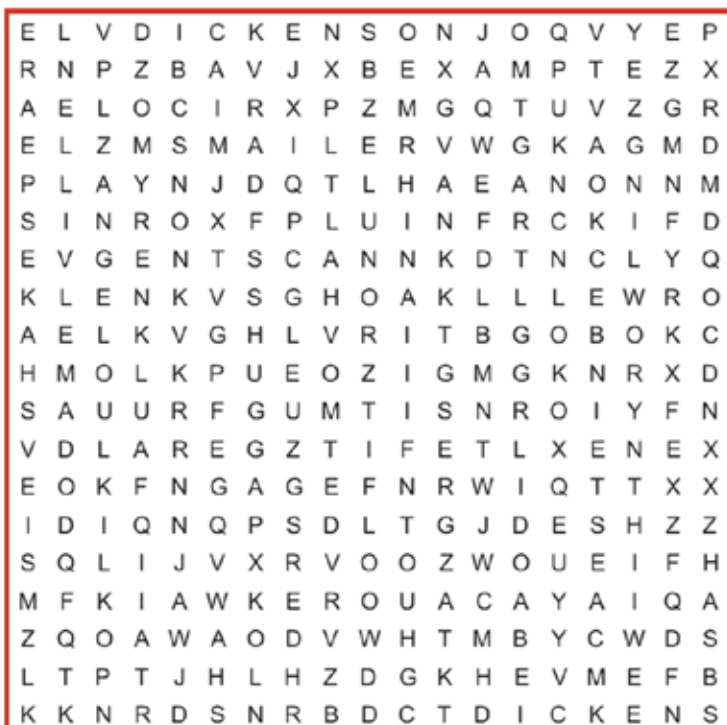 E L V D I C K E N S O N J O Q V Y E P
R N P Z B A V J X B E X A M P T E Z X
A E L O C I R X P Z M G Q T U V Z G R
E L Z M S M A I L E R V W G K A G M D
P L A Y N J D Q T L H A E A N O N N M
S I N R O X F P L U I N F R C K I F D
E V G E N T S C A N N K D T N C L Y Q
K L E N K V S G H O A K L L L E W R O
A E L K V G H L V R I T B G O B O K C
H M O L K P U E O Z I G M G K N R X D
S A U U R F G U M T I S N R O I Y F N
V D L A R E G Z T I F E T L X E N E X
E O K F N G A G E F N R W I Q T T X X
I D I Q N Q P S D L T G J D E S H Z Z
S Q L I J V X R V O O Z W O U E I F H
M F K I A W K E R O U A C A Y A I Q A
Z Q O A W A O D V W H T M B Y C W D S
L T P T J H L H Z D G K H E V M E F B
K K N R D S N R B D C T D I C K E N S